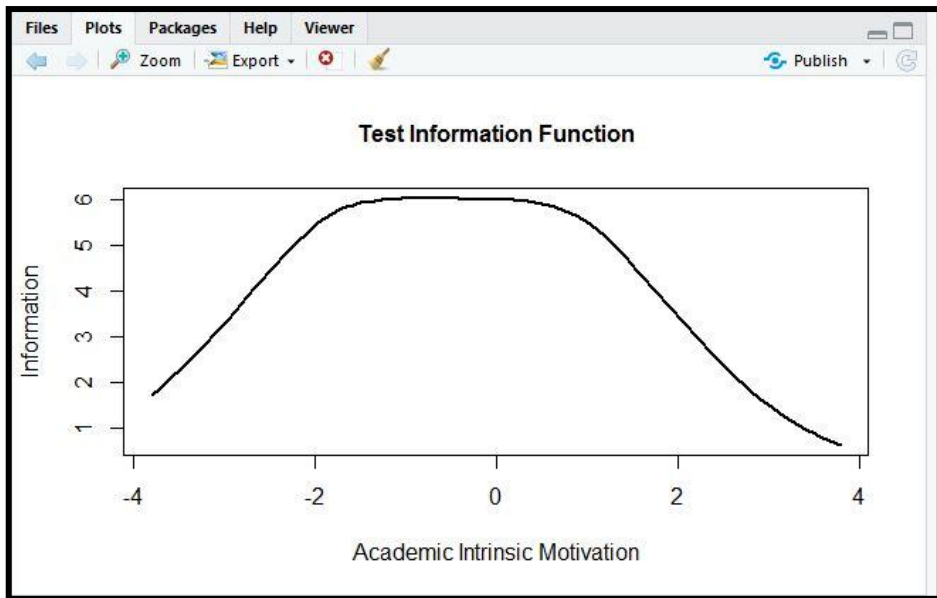 Files Plots Packages Help Viewer
Zoom Export Publish
Test Information Function
6
5
4
3
2
1
Information
-4 -2 0 2 4
Academic Intrinsic Motivation